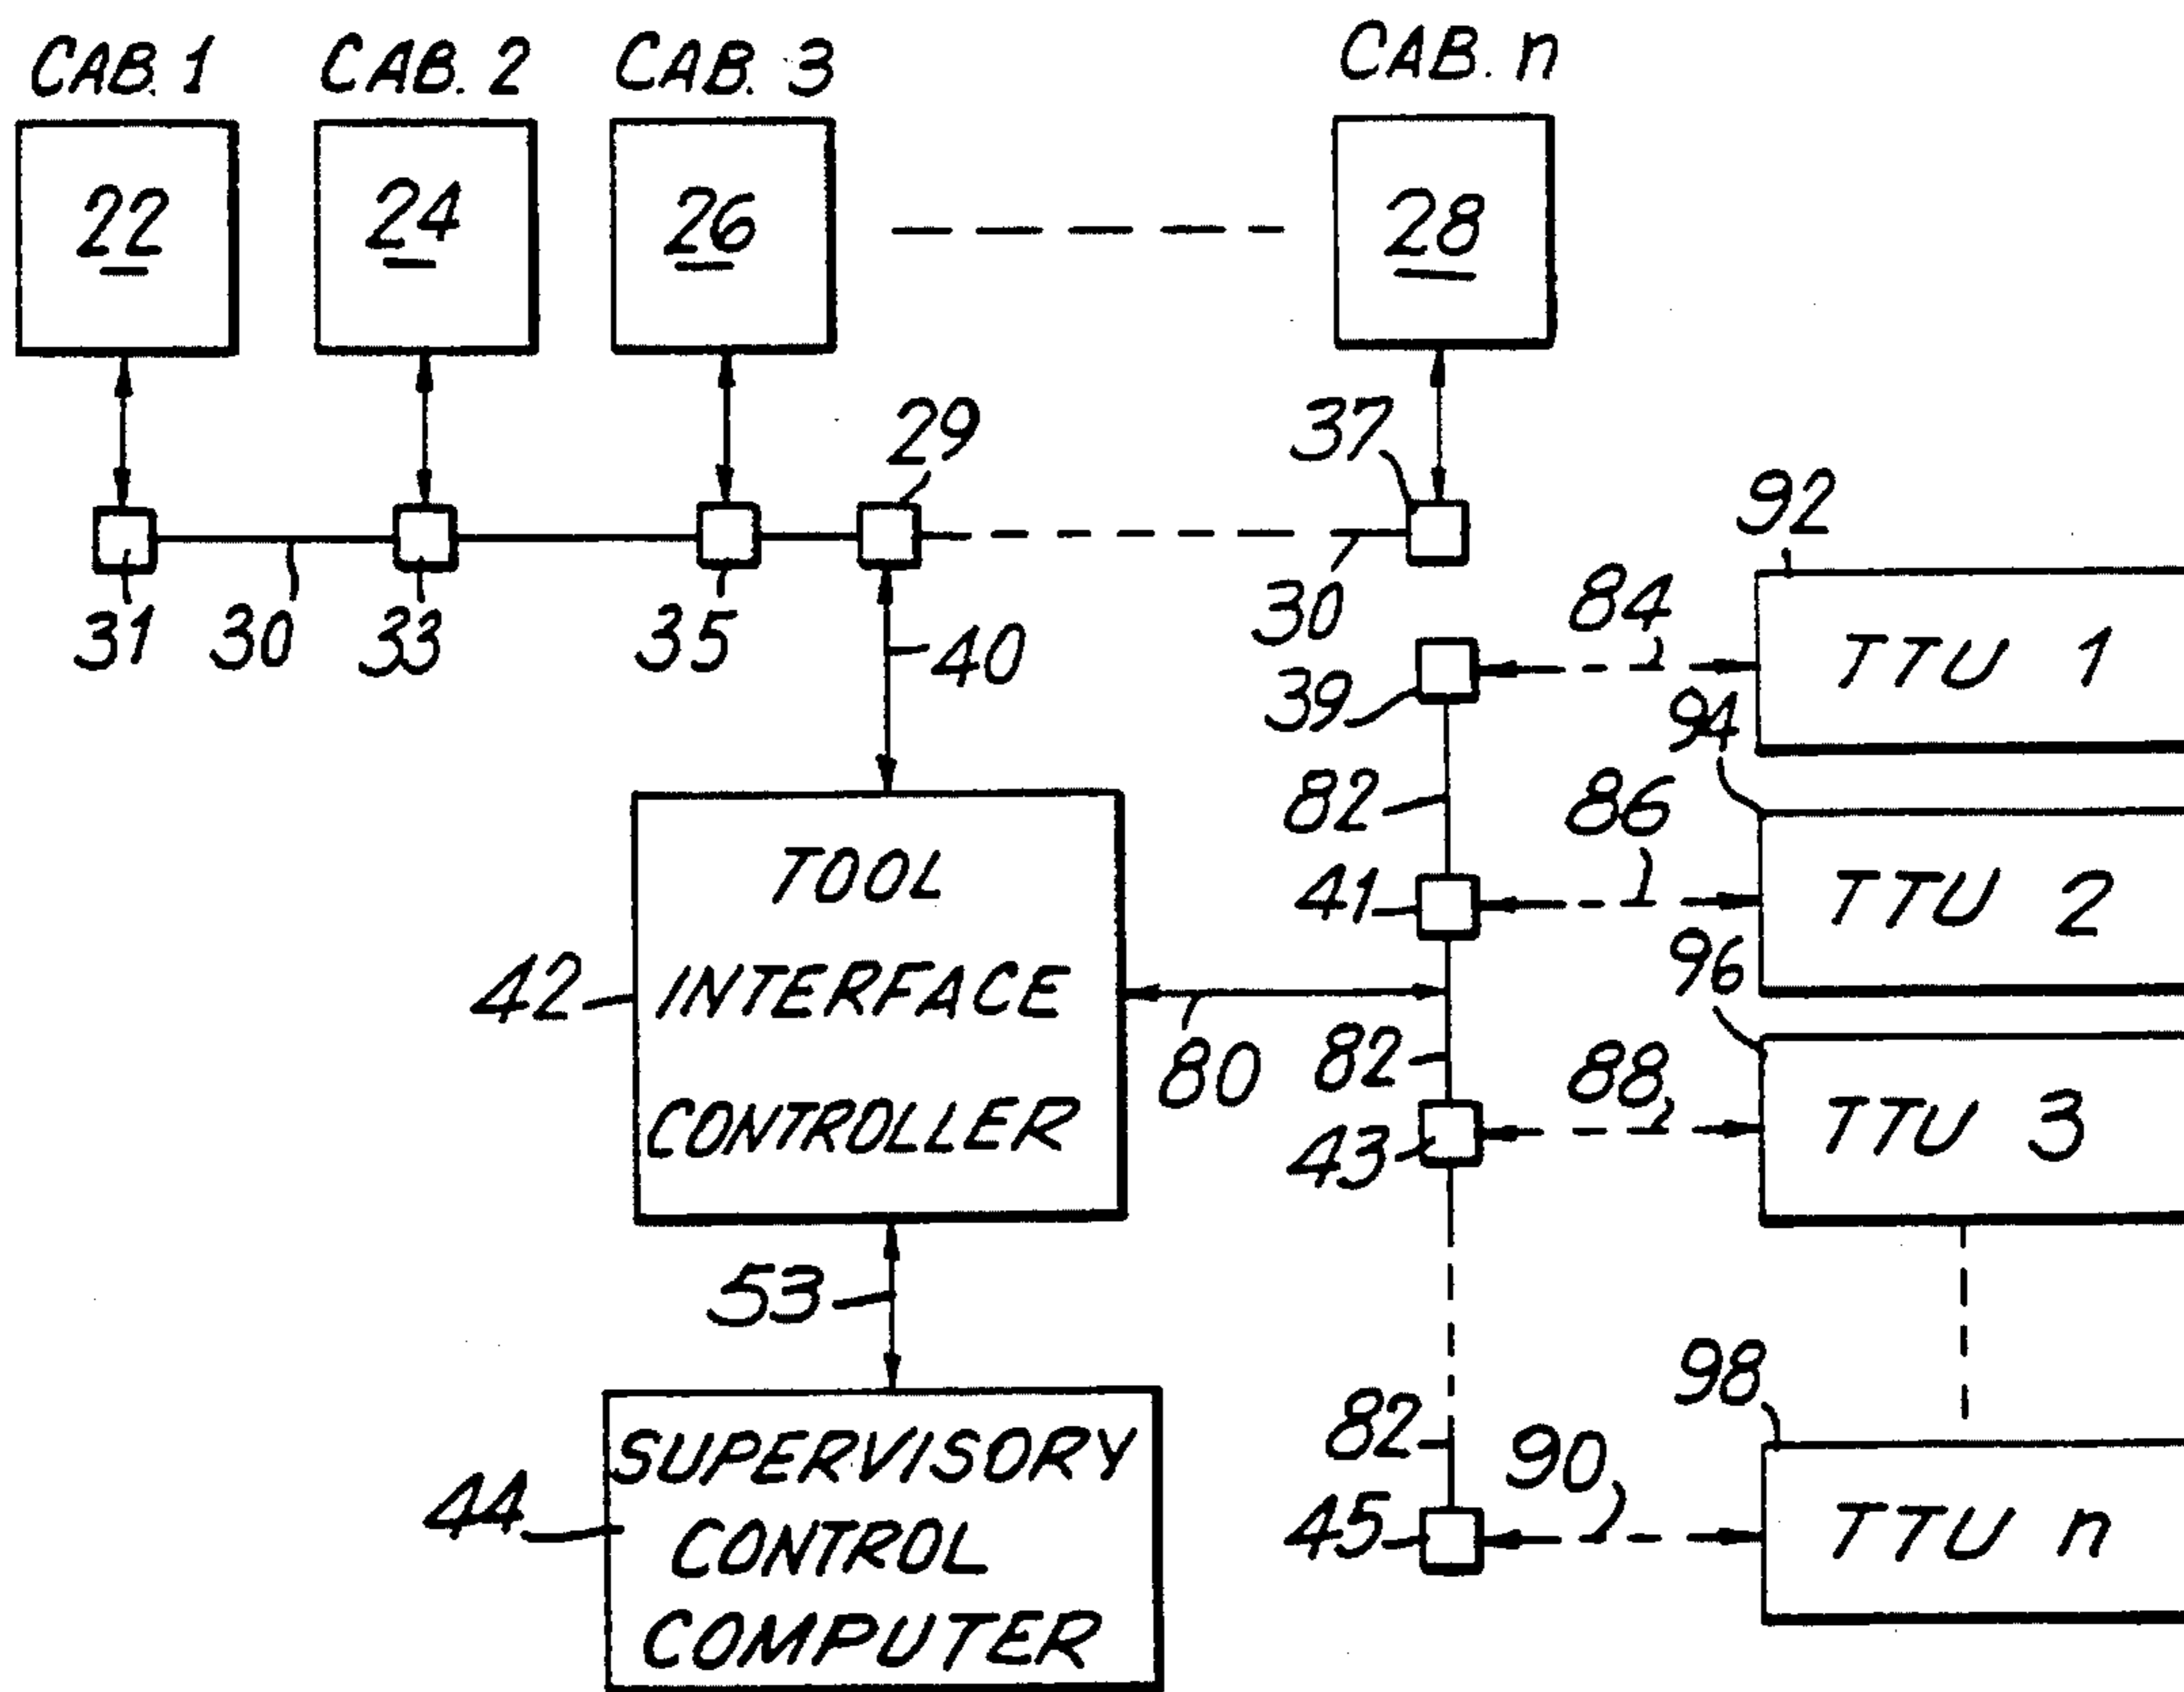 CAB. 1
CAB. 2
CAB. 3
CAB. n
22
24
26
28
29
37
31
30
33
35
40
30
92
84
TTU 1
39
94
82
86
TTU 2
41
TOOL
INTERFACE
CONTROLLER
42
80
96
82
88
TTU 3
43
53
98
82
90
TTU n
45
SUPERVISORY
CONTROL
COMPUTER
44